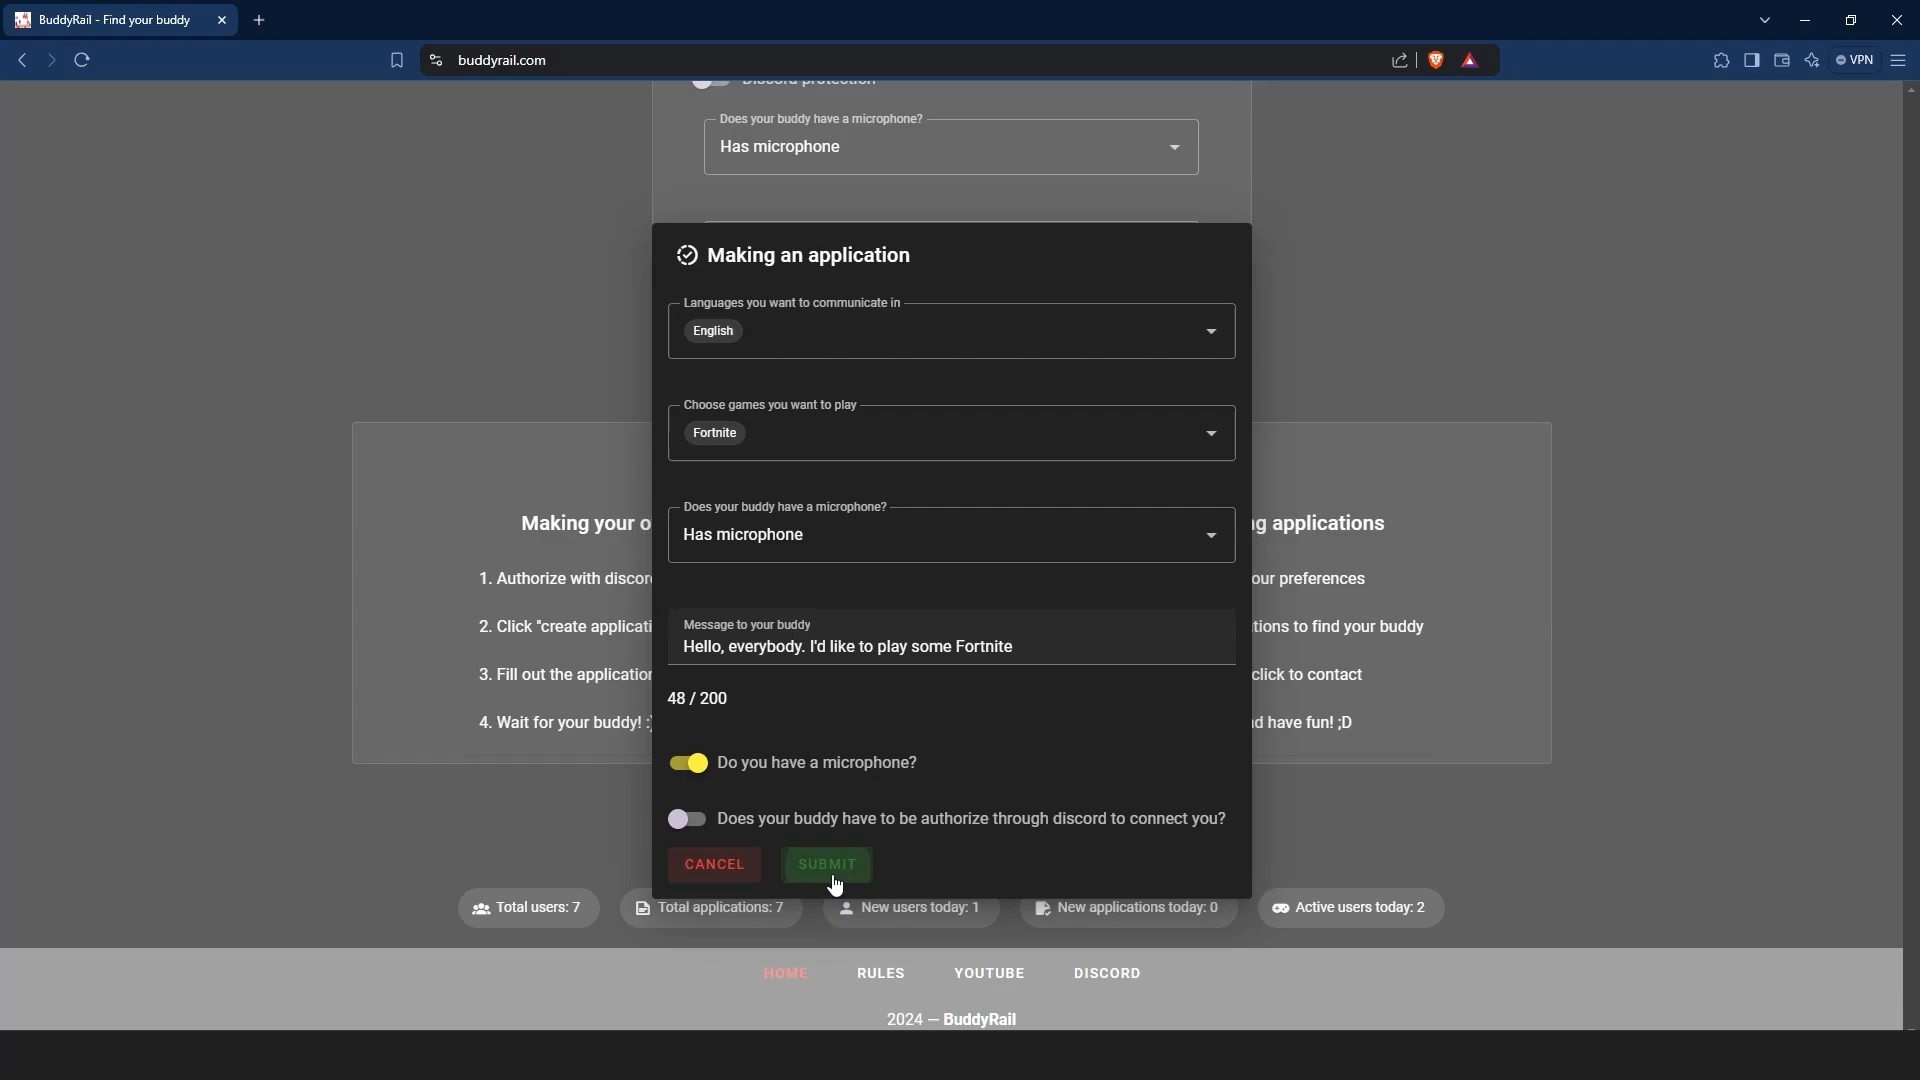 BuddyRail - Find your buddy
buddyrail.com
VPN
Discord protection
Does your buddy have a microphone?
Has microphone
Making an application
Languages you want to communicate in
English
Choose games you want to play
Fortnite
Does your buddy have a microphone?
Has microphone
Message to your buddy
Hello, everybody. I'd like to play some Fortnite
48 / 200
Do you have a microphone?
Does your buddy have to be authorize through discord to connect you?
CANCEL
SUBMIT
Making your o
1. Authorize with discor
2. Click "create applicati
3. Fill out the application
4. Wait for your buddy! :)
ng applications
our preferences
tions to find your buddy
click to contact
nd have fun! ;D
Total users: 7
Total applications: 7
New users today: 1
New applications today: 0
Active users today: 2
HOME
RULES
YOUTUBE
DISCORD
2024 — BuddyRail